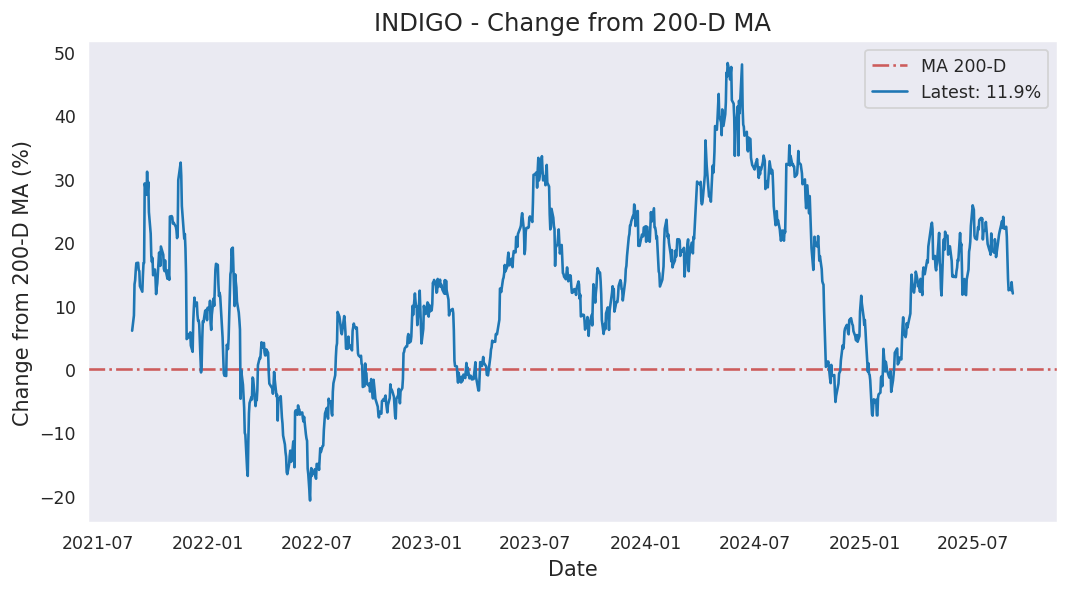 INDIGO - Change from 200-D MA
MA 200-D
Latest: 11.9%
Change from 200-D MA (%)
50
40
30
20
10
0
−10
−20
2021-07 2022-01 2022-07 2023-01 2023-07 2024-01 2024-07 2025-01 2025-07
Date